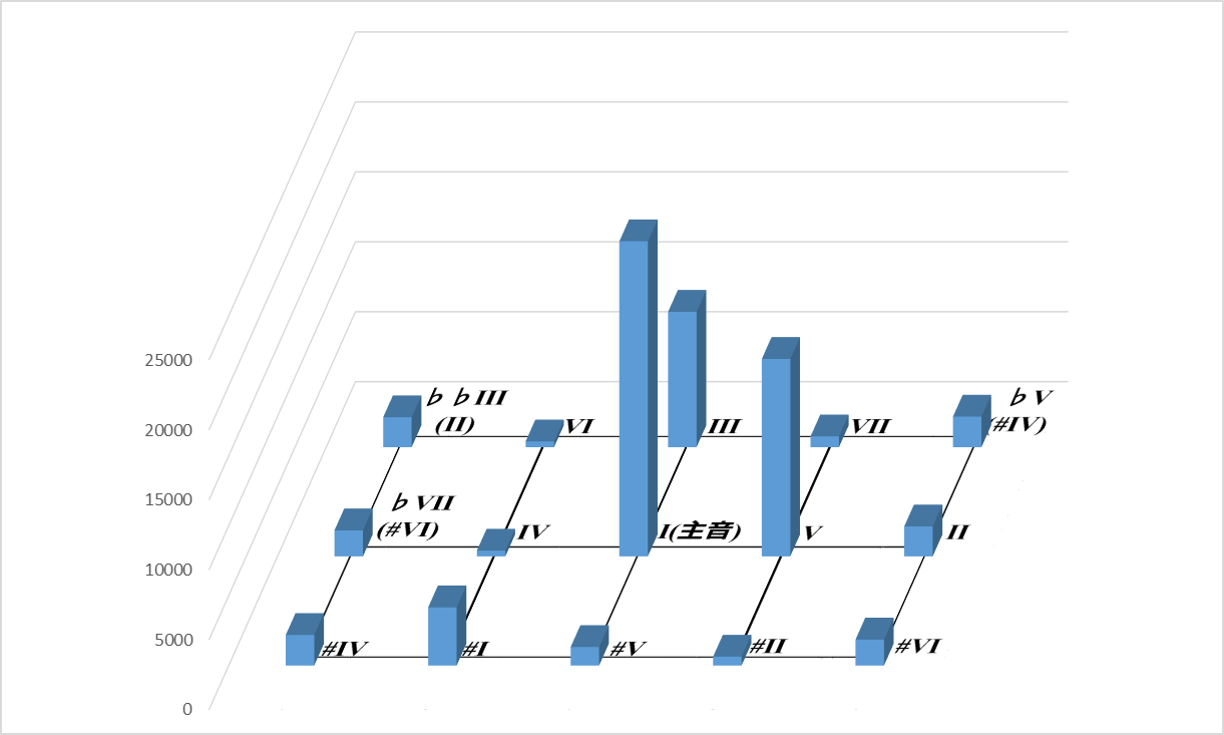 25000
20000
15000
10000
5000
0
♭♭III
(II)
VI
III
VII
♭V
(#IV)
♭VII
(#VI)
IV
I(主音)
V
II
#IV
#I
#V
#II
#VI